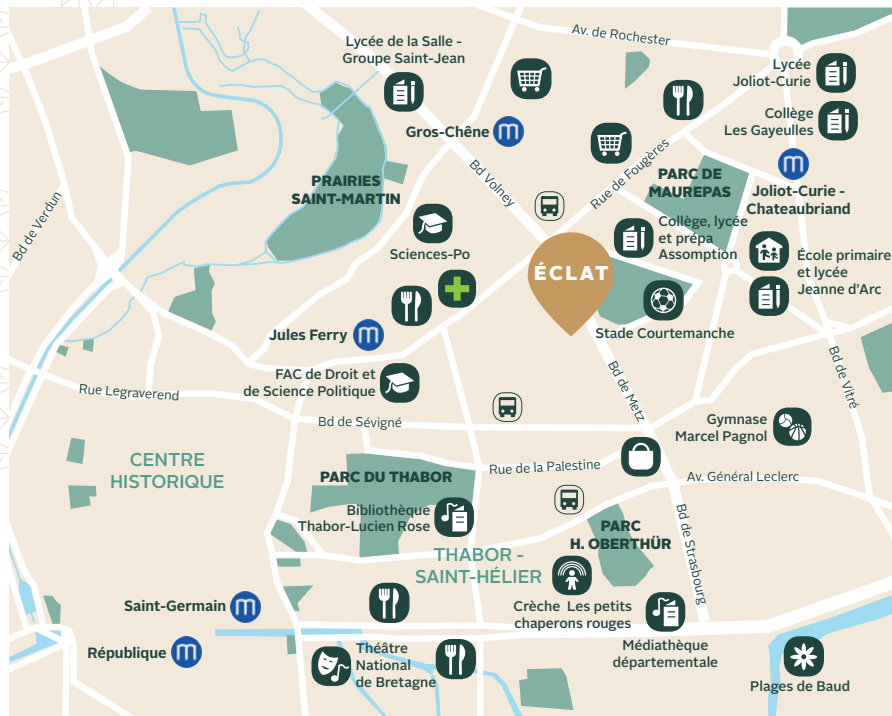 Av. de Rochester
Lycée de la Salle -
Groupe Saint-Jean
Lycée
Joliot-Curie
Collège
Les Gayeulles
Gros-Chêne
m
Bd Volney
Rue de Fougères
PARC DE
MAUREPAS
m
Joliot-Curie -
Chateaubriand
PRAIRIES
SAINT-MARTIN
Bd de Verdun
Sciences-Po
Collège, lycée
et prépa
Assomption
École primaire
et lycée
Jeanne d'Arc
ÉCLAT
Stade Courtemanche
Jules Ferry
m
FAC de Droit et
de Science Politique
Rue Legraverend
Bd de Sévigné
Bd de Metz
Bd de Vitré
Gymnase
Marcel Pagnol
CENTRE
HISTORIQUE
PARC DU THABOR
Rue de la Palestine
Av. Général Leclerc
Bibliothèque
Thabor-Lucien Rose
PARC
H. OBERTHÜR
Bd de Strasbourg
THABOR -
SAINT-HÉLIER
Crèche Les petits
chaperons rouges
Saint-Germain
m
République
m
Théâtre
National
de Bretagne
Médiathèque
départementale
Plages de Baud